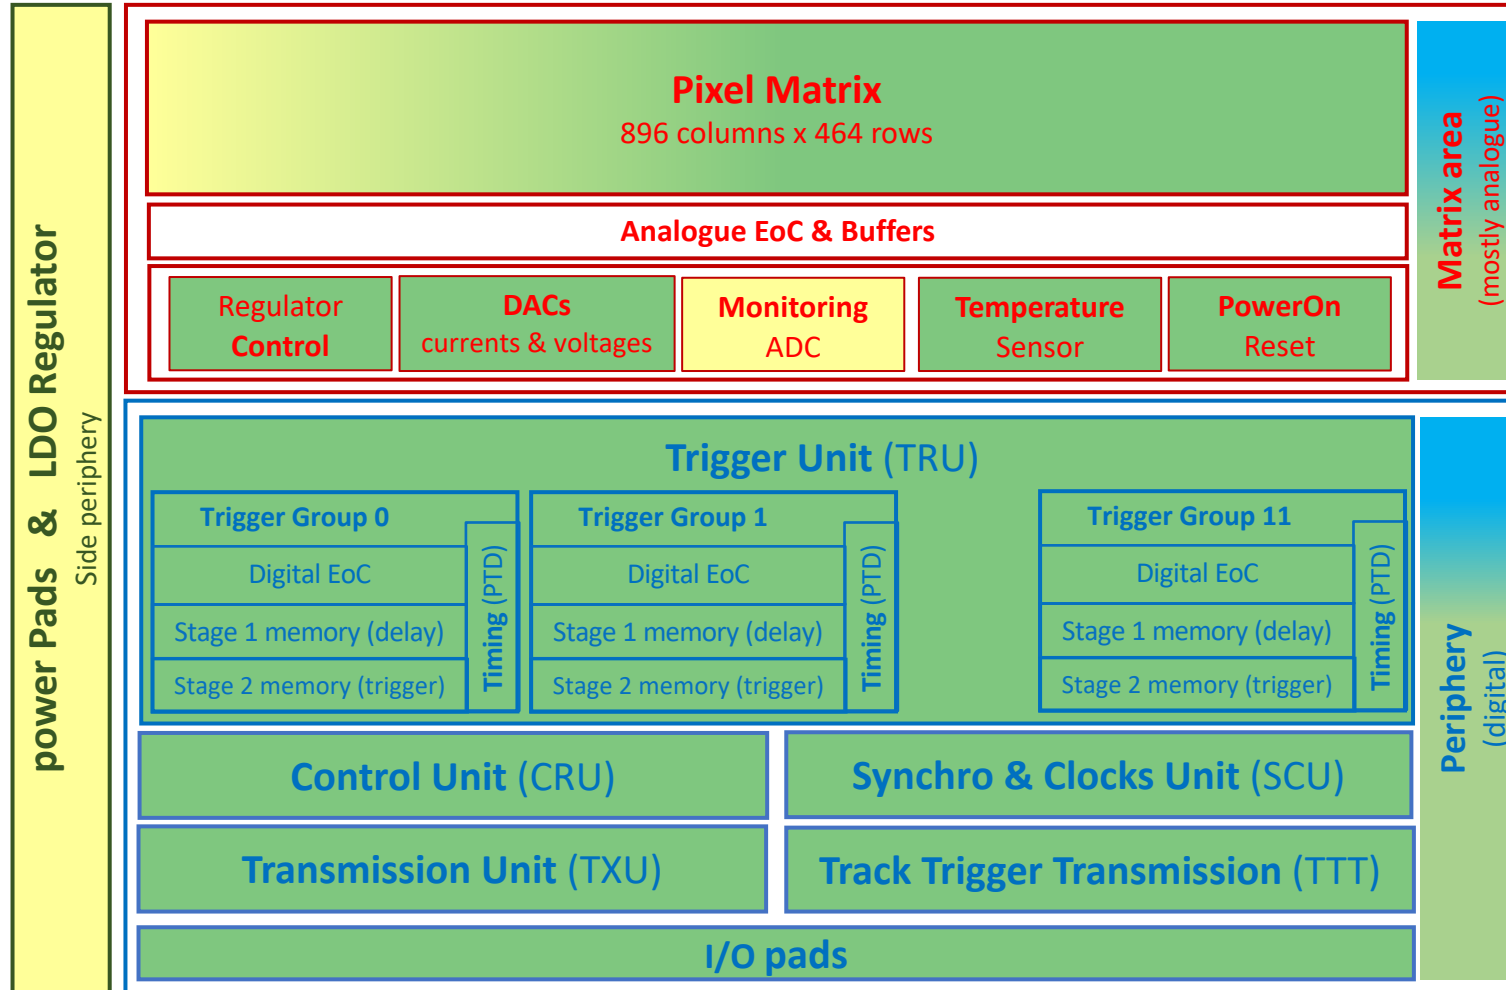 power Pads & LDO Regulator
Side periphery
Pixel Matrix
896 columns x 464 rows
Analogue EoC & Buffers
Regulator
Control
DACs
currents & voltages
Monitoring
ADC
Temperature
Sensor
PowerOn
Reset
Matrix area
(mostly analogue)
Trigger Unit (TRU)
Trigger Group 0
Digital EoC
Stage 1 memory (delay)
Stage 2 memory (trigger)
Timing (PTD)
Trigger Group 1
Digital EoC
Stage 1 memory (delay)
Stage 2 memory (trigger)
Timing (PTD)
Trigger Group 11
Digital EoC
Stage 1 memory (delay)
Stage 2 memory (trigger)
Timing (PTD)
Control Unit (CRU)
Synchro & Clocks Unit (SCU)
Transmission Unit (TXU)
Track Trigger Transmission (TTT)
I/O pads
Periphery
(digital)